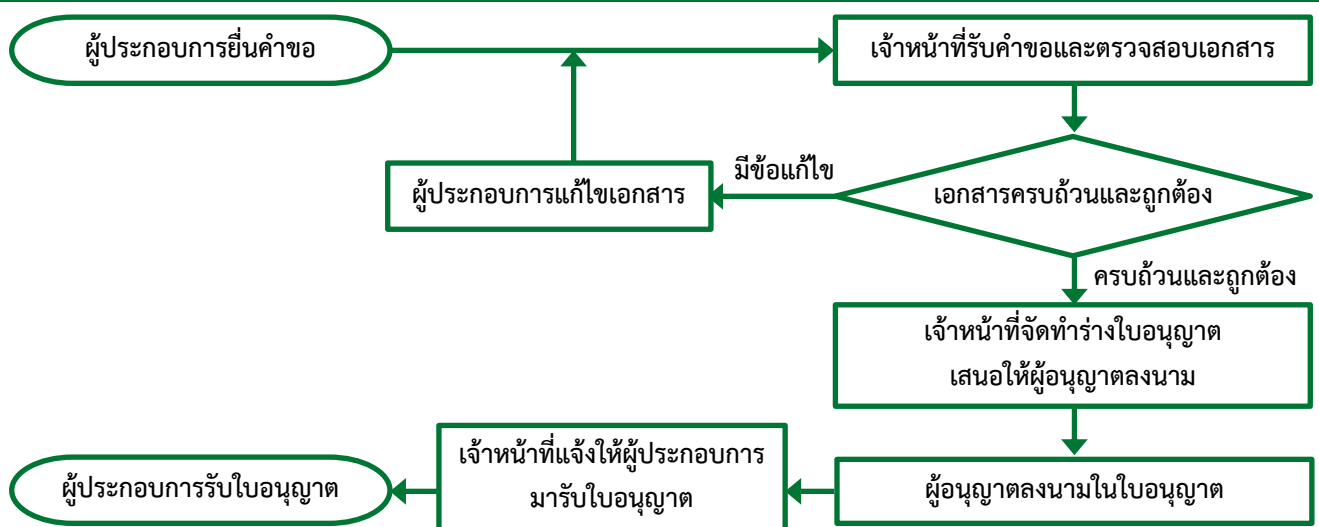 ผู้ประกอบการยื่นคำขอ
เจ้าหน้าที่รับคำขอและตรวจสอบเอกสาร
มีข้อแก้ไข
ผู้ประกอบการแก้ไขเอกสาร
เอกสารครบถ้วนและถูกต้อง
ครบถ้วนและถูกต้อง
เจ้าหน้าที่จัดทำร่างใบอนุญาต
เสนอให้ผู้อนุญาตลงนาม
ผู้อนุญาตลงนามในใบอนุญาต
เจ้าหน้าที่แจ้งให้ผู้ประกอบการ
มารับใบอนุญาต
ผู้ประกอบการรับใบอนุญาต